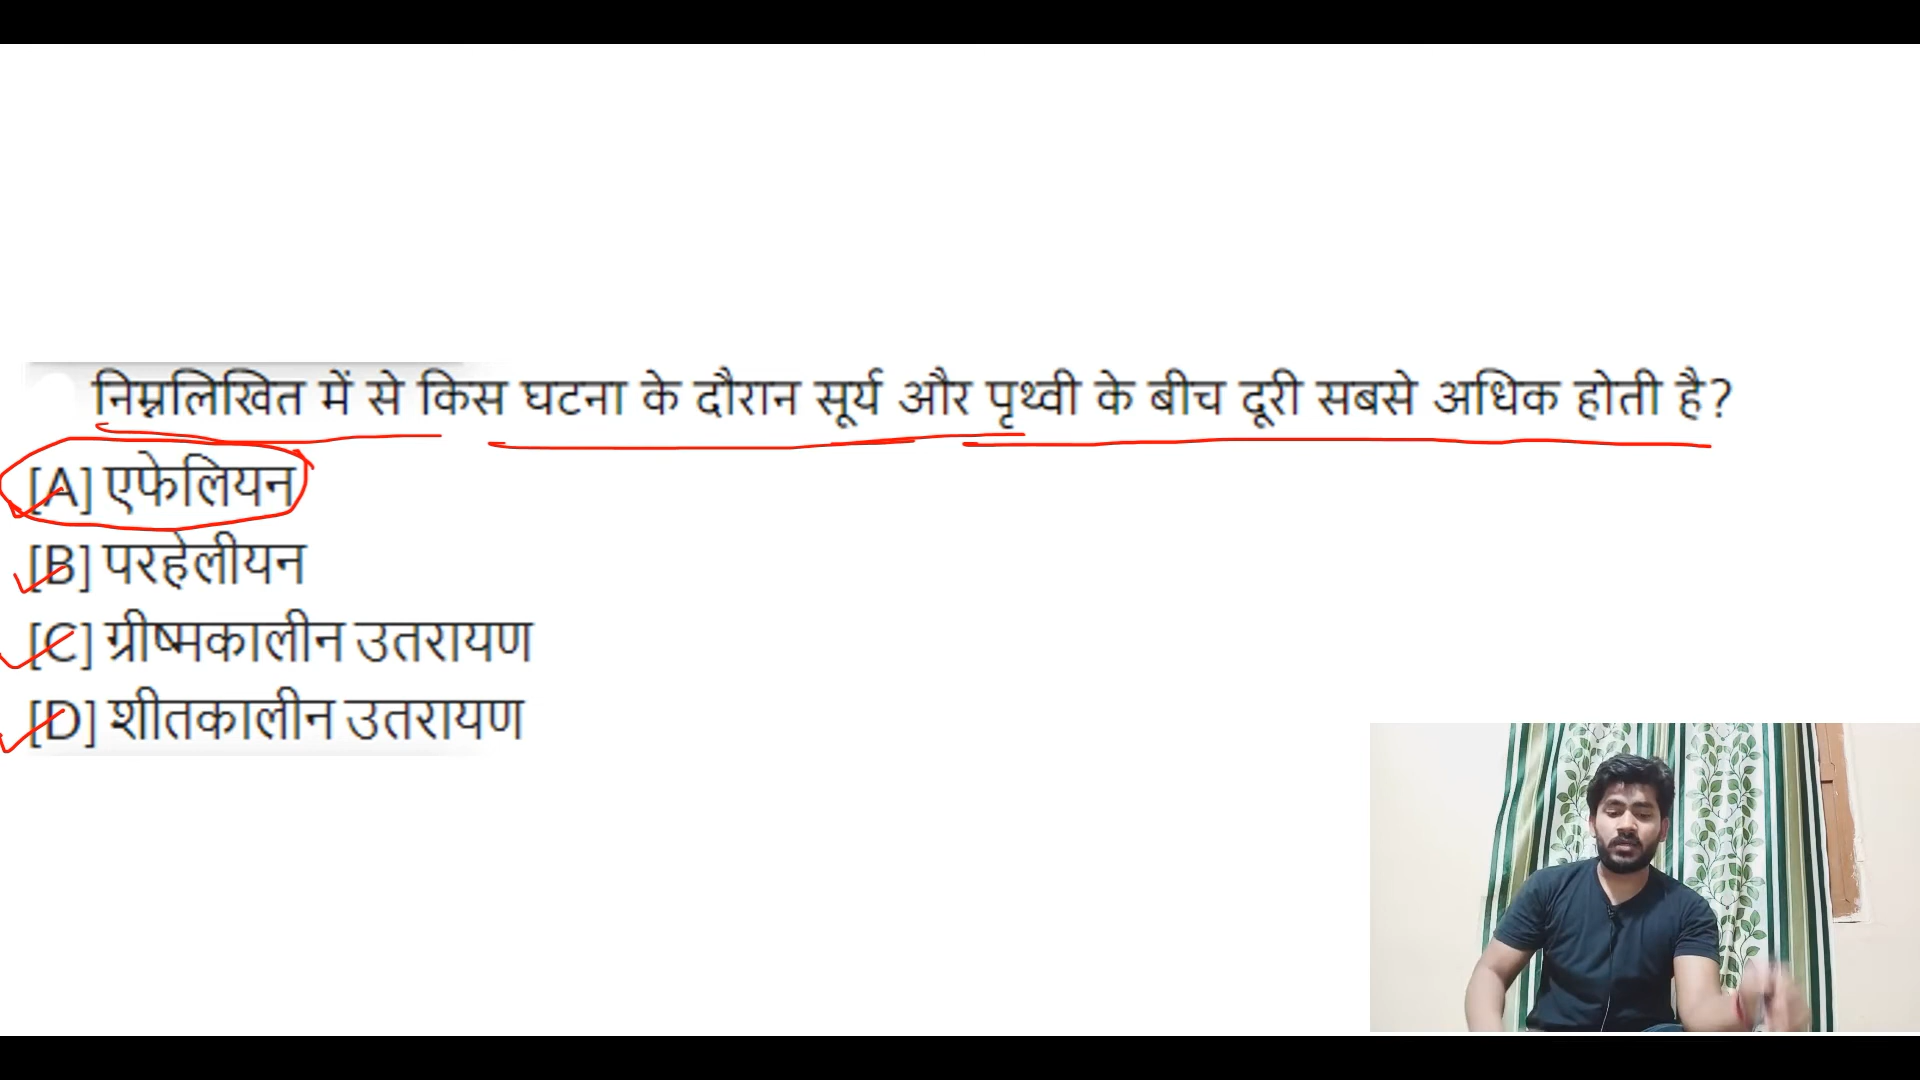 निम्नलिखित में से किस घटना के दौरान सूर्य और पृथ्वी के बीच दूरी सबसे अधिक होती है?
[A] एफेलियन
[B] परहेलीयन
[C] ग्रीष्मकालीन उतरायण
[D] शीतकालीन उतरायण